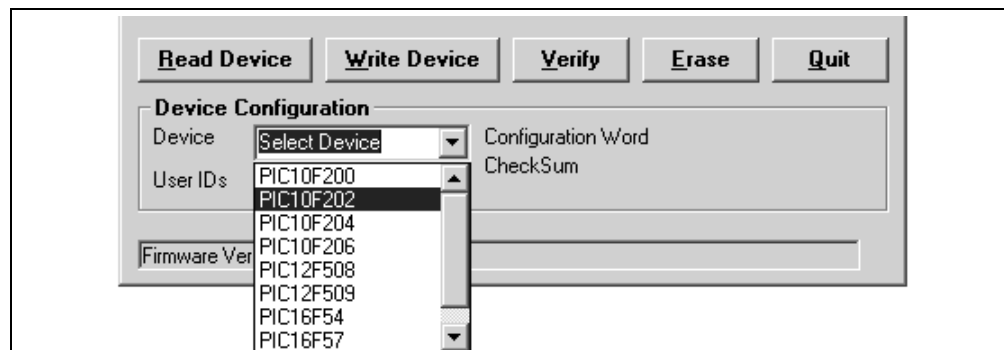 Read Device Write Device Verify Erase Quit
Device Configuration
Device Select Device Configuration Word
CheckSum
User IDs PIC10F200
PIC10F202
PIC10F204
PIC10F206
Firmware Ver
PIC12F508
PIC12F509
PIC16F54
PIC16F57